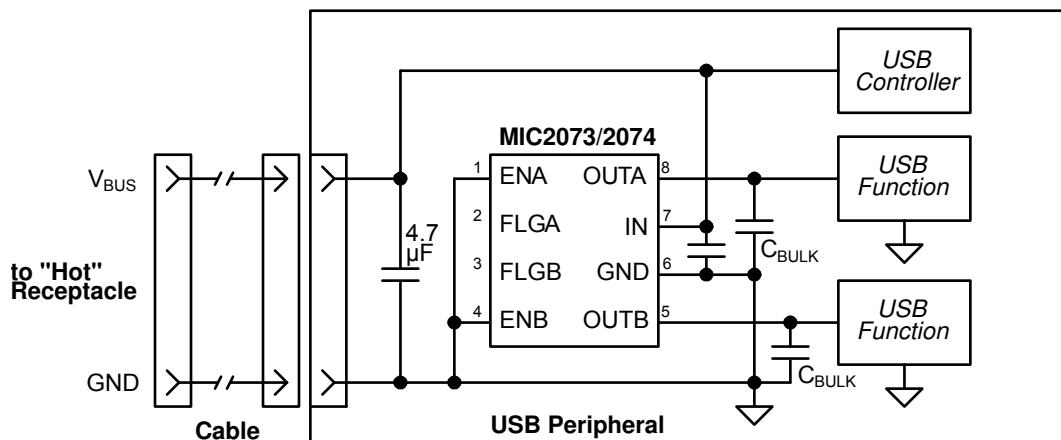 USB
Controller
MIC2073/2074
VBUS
1
ENA
OUTA
8
USB
Function
2
FLGA
IN
7
4.7
µF
CBULK
to "Hot"
Receptacle
3
FLGB
GND
6
4
ENB
OUTB
5
USB
Function
GND
CBULK
Cable
USB Peripheral